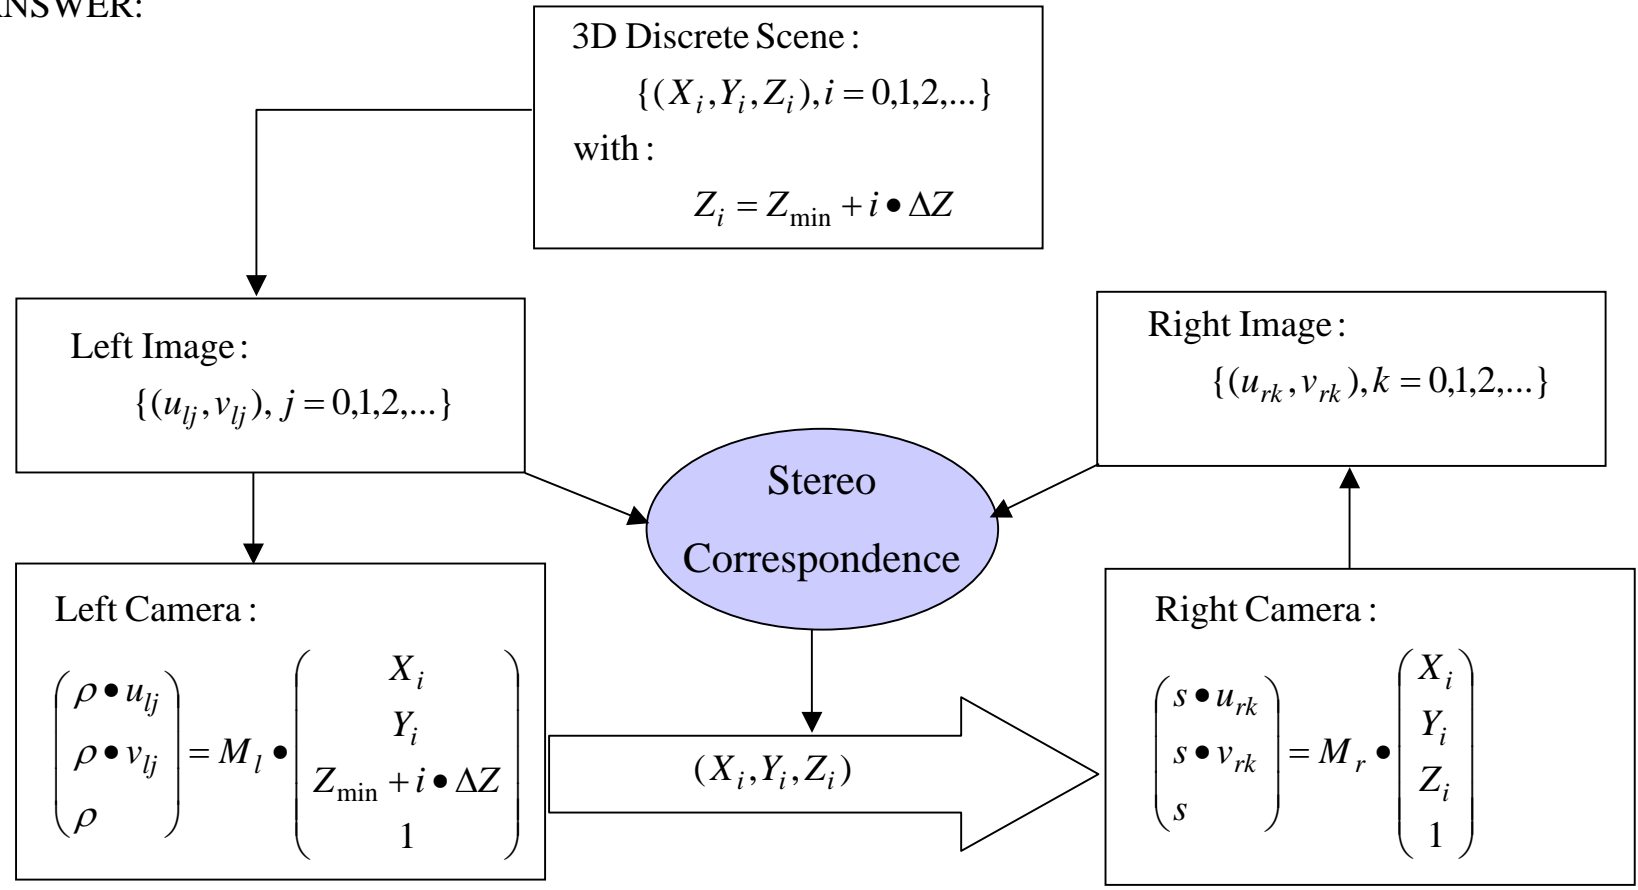 ANSWER:
3D Discrete Scene :
{(X_i, Y_i, Z_i), i = 0,1,2,...}
with :
Z_i = Z_min + i • ΔZ
Left Image :
{(u_lj, v_lj), j = 0,1,2,...}
Right Image :
{(u_rk, v_rk), k = 0,1,2,...}
Stereo
Correspondence
Left Camera :
(ρ • u_lj
ρ • v_lj
ρ) = M_l • (X_i
Y_i
Z_min + i • ΔZ
1)
(X_i, Y_i, Z_i)
Right Camera :
(s • u_rk
s • v_rk
s) = M_r • (X_i
Y_i
Z_i
1)